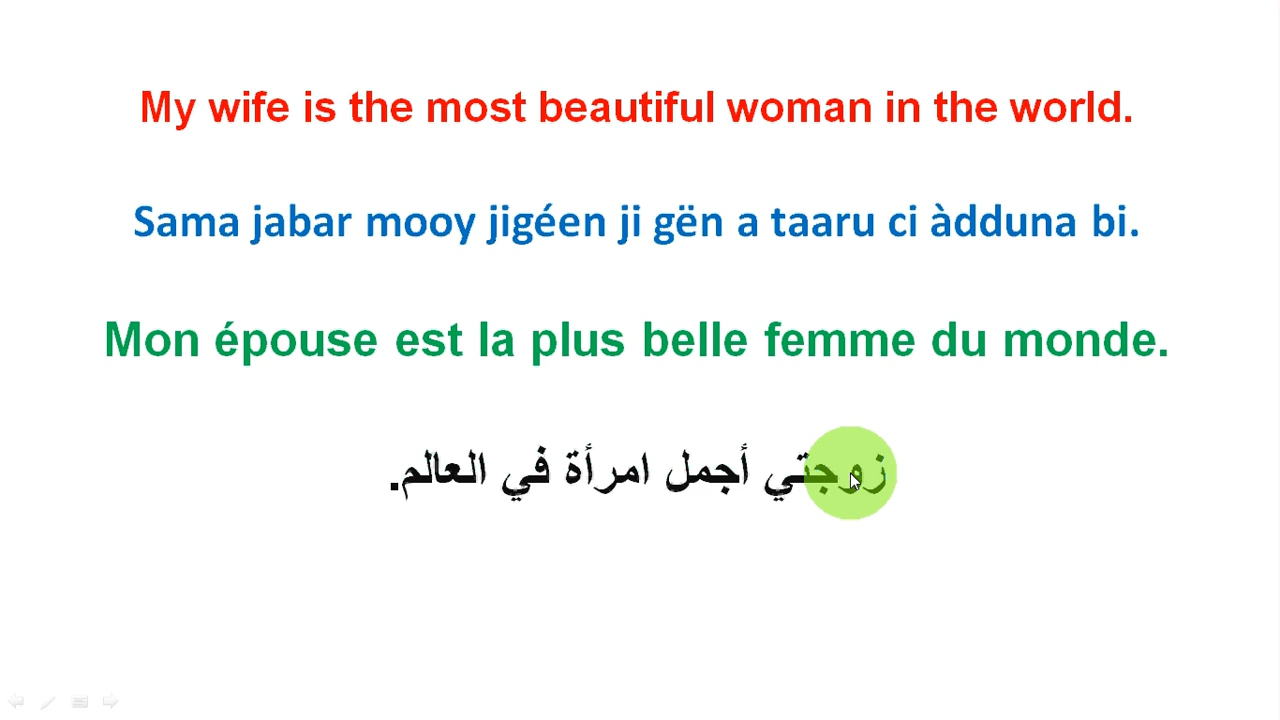 My wife is the most beautiful woman in the world.
Sama jabar mooy jigéen ji gën a taaru ci àdduna bi.
Mon épouse est la plus belle femme du monde.
زوجتي أجمل امرأة في العالم.